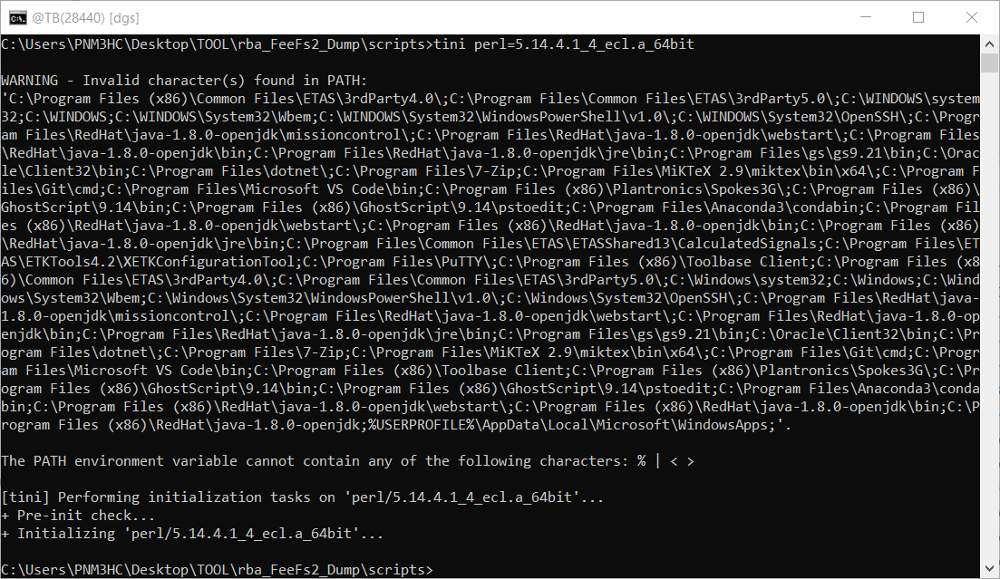 @TB(28440) [dgs]
C:\Users\PNM3HC\Desktop\TOOL\rba_FeeFs2_Dump\scripts>tini perl=5.14.4.1_4_ecl.a_64bit
WARNING - Invalid character(s) found in PATH:
'C:\Program Files (x86)\Common Files\ETAS\3rdParty4.0\;C:\Program Files\Common Files\ETAS\3rdParty5.0\;C:\WINDOWS\system
32;C:\WINDOWS;C:\WINDOWS\System32\Wbem;C:\WINDOWS\System32\WindowsPowerShell\v1.0\;C:\WINDOWS\System32\OpenSSH\;C:\Progr
am Files\RedHat\java-1.8.0-openjdk\missioncontrol\;C:\Program Files\RedHat\java-1.8.0-openjdk\webstart\;C:\Program Files
\RedHat\java-1.8.0-openjdk\bin;C:\Program Files\RedHat\java-1.8.0-openjdk\jre\bin;C:\Program Files\gs\gs9.21\bin;C:\Orac
le\Client32\bin;C:\Program Files\dotnet\;C:\Program Files\7-Zip;C:\Program Files\MiKTeX 2.9\miktex\bin\x64\;C:\Program F
iles\Git\cmd;C:\Program Files\Microsoft VS Code\bin;C:\Program Files (x86)\Plantronics\Spokes3G\;C:\Program Files (x86)\
GhostScript\9.14\bin;C:\Program Files (x86)\GhostScript\9.14\pstoedit;C:\Program Files\Anaconda3\condabin;C:\Program Fil
es (x86)\RedHat\java-1.8.0-openjdk\webstart\;C:\Program Files (x86)\RedHat\java-1.8.0-openjdk\bin;C:\Program Files (x86)
\RedHat\java-1.8.0-openjdk\jre\bin;C:\Program Files\Common Files\ETAS\ETASShared13\CalculatedSignals;C:\Program Files\ET
AS\ETKTools4.2\XETKConfigurationTool;C:\Program Files\PuTTY\;C:\Program Files (x86)\Toolbase Client;C:\Program Files (x8
6)\Common Files\ETAS\3rdParty4.0\;C:\Program Files\Common Files\ETAS\3rdParty5.0\;C:\Windows\system32;C:\Windows;C:\Wind
ows\System32\Wbem;C:\Windows\System32\WindowsPowerShell\v1.0\;C:\Windows\System32\OpenSSH\;C:\Program Files\RedHat\java-
1.8.0-openjdk\missioncontrol\;C:\Program Files\RedHat\java-1.8.0-openjdk\webstart\;C:\Program Files\RedHat\java-1.8.0-op
enjdk\bin;C:\Program Files\RedHat\java-1.8.0-openjdk\jre\bin;C:\Program Files\gs\gs9.21\bin;C:\Oracle\Client32\bin;C:\Pr
ogram Files\dotnet\;C:\Program Files\7-Zip;C:\Program Files\MiKTeX 2.9\miktex\bin\x64\;C:\Program Files\Git\cmd;C:\Progr
am Files\Microsoft VS Code\bin;C:\Program Files (x86)\Toolbase Client;C:\Program Files (x86)\Plantronics\Spokes3G\;C:\Pr
ogram Files (x86)\GhostScript\9.14\bin;C:\Program Files (x86)\GhostScript\9.14\pstoedit;C:\Program Files\Anaconda3\conda
bin;C:\Program Files (x86)\RedHat\java-1.8.0-openjdk\webstart\;C:\Program Files (x86)\RedHat\java-1.8.0-openjdk\bin;C:\P
rogram Files (x86)\RedHat\java-1.8.0-openjdk;%USERPROFILE%\AppData\Local\Microsoft\WindowsApps;'.
The PATH environment variable cannot contain any of the following characters: % | < >
[tini] Performing initialization tasks on 'perl/5.14.4.1_4_ecl.a_64bit'...
+ Pre-init check...
+ Initializing 'perl/5.14.4.1_4_ecl.a_64bit'...
C:\Users\PNM3HC\Desktop\TOOL\rba_FeeFs2_Dump\scripts>